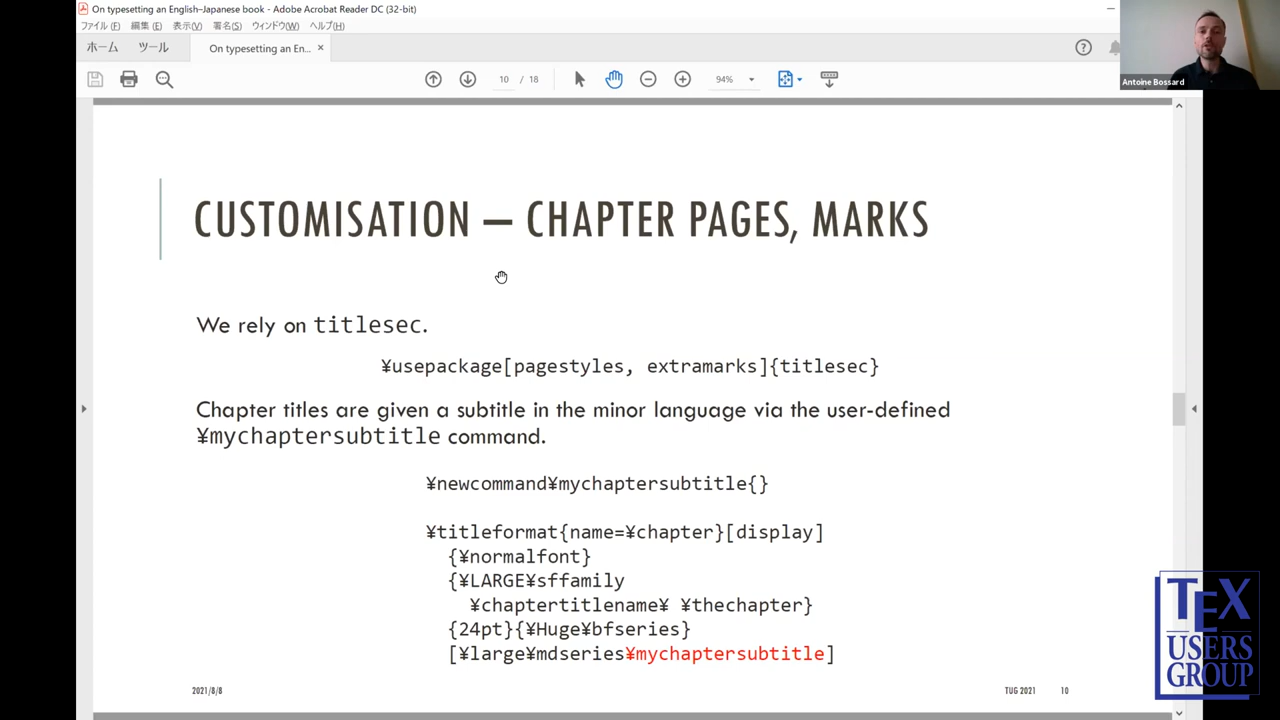 On typesetting an English–Japanese book - Adobe Acrobat Reader DC (32-bit)
ファイル(F) 編集(E) 表示(V) 署名(S) ウィンドウ(W) ヘルプ(H)
ホーム ツール On typesetting an En... ×
10 / 18 94%
Antoine Bossard
CUSTOMISATION – CHAPTER PAGES, MARKS
We rely on titlesec.
¥usepackage[pagestyles, extramarks]{titlesec}
Chapter titles are given a subtitle in the minor language via the user-defined
¥mychaptersubtitle command.
¥newcommand¥mychaptersubtitle{}
¥titleformat{name=¥chapter}[display]
{¥normalfont}
{¥LARGE¥sffamily
¥chaptertitlename¥ ¥thechapter}
{24pt}{¥Huge¥bfseries}
[¥large¥mdseries¥mychaptersubtitle]
2021/8/8 TUG 2021 10
TEX
USERS
GROUP